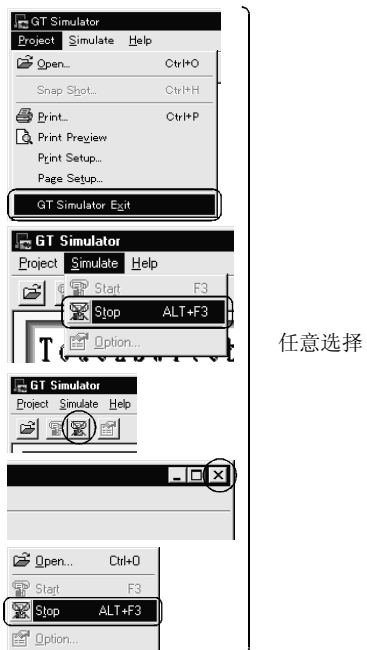 GT Simulator
Project Simulate Help
Open... Ctrl+O
Snap Shot... Ctrl+H
Print... Ctrl+P
Print Preview
Print Setup...
Page Setup...
GT Simulator Exit
GT Simulator
Project Simulate Help
Start F3
Stop ALT+F3
Option...
任意选择
GT Simulator
Project Simulate Help
Open... Ctrl+O
Start F3
Stop ALT+F3
Option...